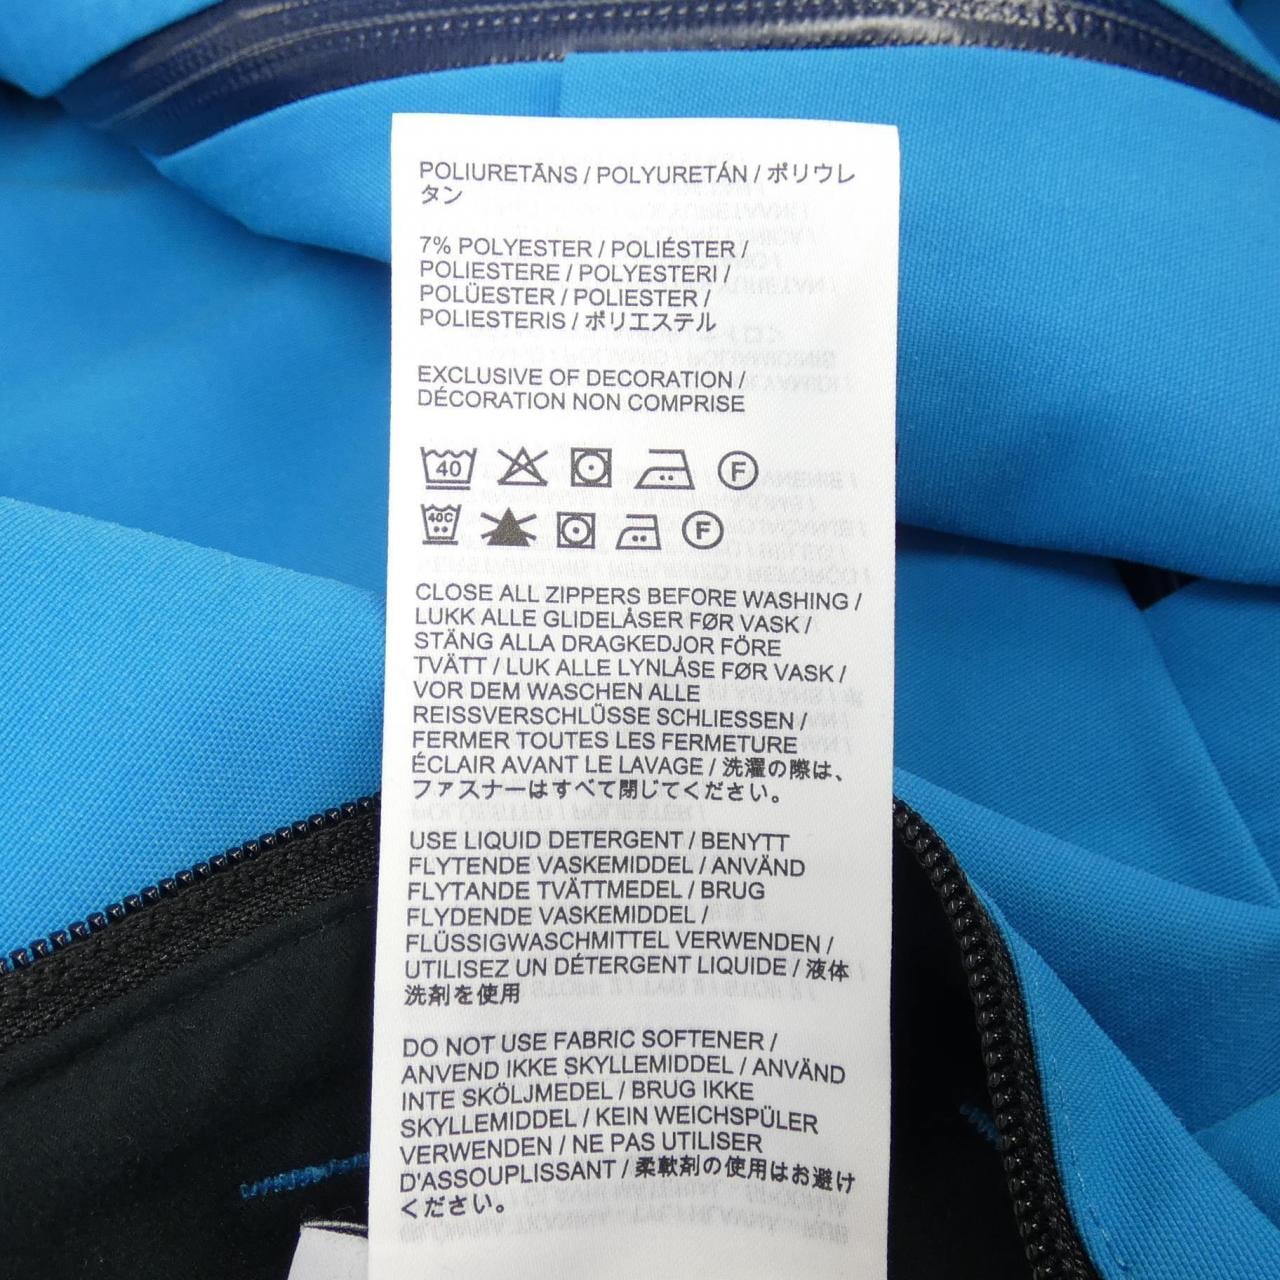 POLIURETĀNS / POLYURETÁN / ポリウレ
タン
7% POLYESTER / POLIÉSTER /
POLIESTERE / POLYESTERI /
POLÜESTER / POLIESTER /
POLIESTERIS / ポリエステル
EXCLUSIVE OF DECORATION /
DÉCORATION NON COMPRISE
40 F
40C F
CLOSE ALL ZIPPERS BEFORE WASHING /
LUKK ALLE GLIDELÅSER FØR VASK /
STÄNG ALLA DRAGKEDJOR FÖRE
TVÄTT / LUK ALLE LYNLÅSE FØR VASK /
VOR DEM WASCHEN ALLE
REISSVERSCHLÜSSE SCHLIESSEN /
FERMER TOUTES LES FERMETURE
ÉCLAIR AVANT LE LAVAGE / 洗濯の際は、
ファスナーはすべて閉じてください。
USE LIQUID DETERGENT / BENYTT
FLYTENDE VASKEMIDDEL / ANVÄND
FLYTANDE TVÄTTMEDEL / BRUG
FLYDENDE VASKEMIDDEL /
FLÜSSIGWASCHMITTEL VERWENDEN /
UTILISEZ UN DÉTERGENT LIQUIDE / 液体
洗剤を使用
DO NOT USE FABRIC SOFTENER /
ANVEND IKKE SKYLLEMIDDEL / ANVÄND
INTE SKÖLJMEDEL / BRUG IKKE
SKYLLEMIDDEL / KEIN WEICHSPÜLER
VERWENDEN / NE PAS UTILISER
D'ASSOUPLISSANT / 柔軟剤の使用はお避け
ください。